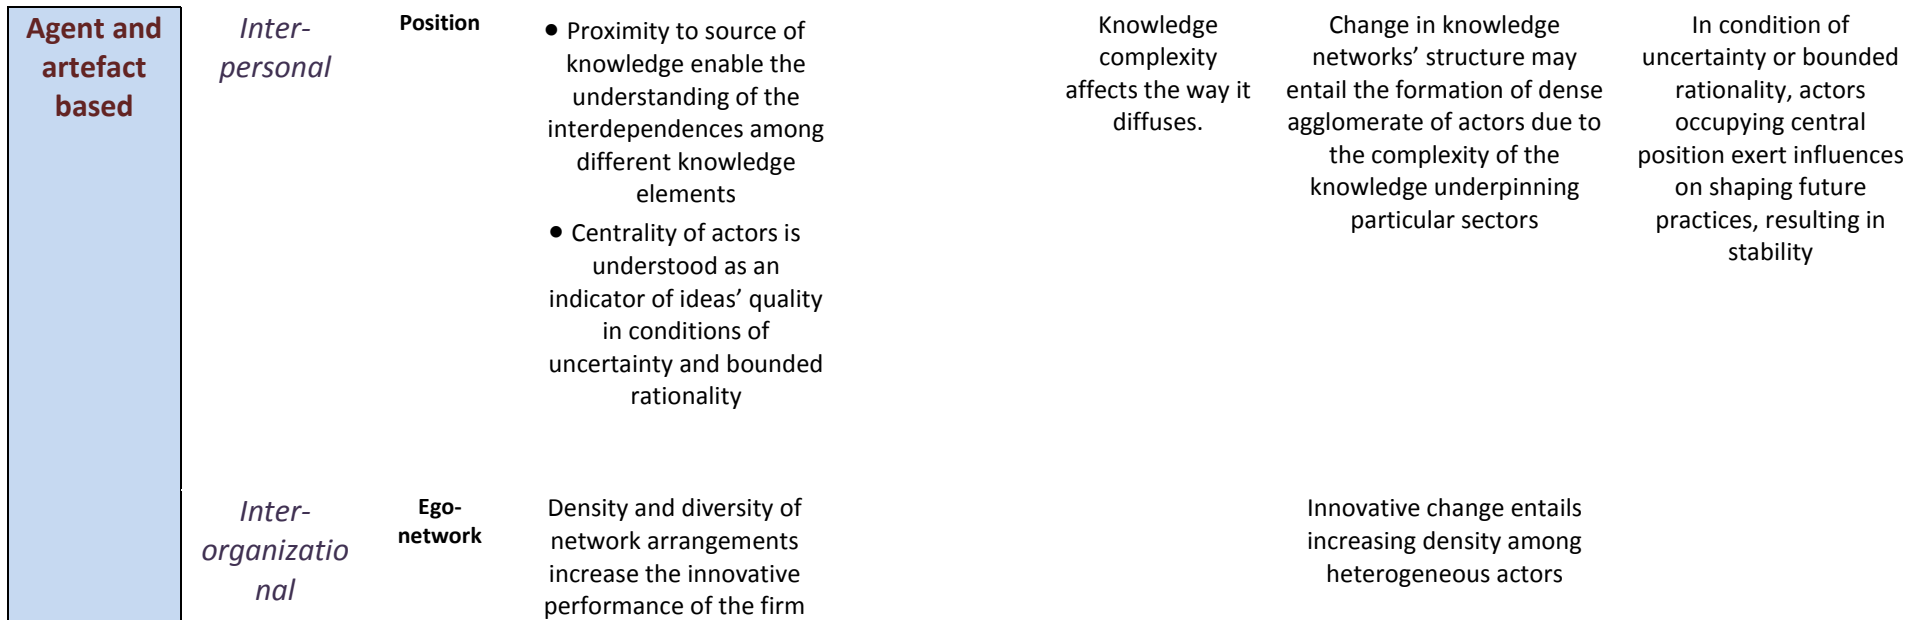 Agent and
artefact
based
Inter-
personal
Position
● Proximity to source of
knowledge enable the
understanding of the
interdependences among
different knowledge
elements
● Centrality of actors is
understood as an
indicator of ideas’ quality
in conditions of
uncertainty and bounded
rationality
Knowledge
complexity
affects the way it
diffuses.
Change in knowledge
networks’ structure may
entail the formation of dense
agglomerate of actors due to
the complexity of the
knowledge underpinning
particular sectors
In condition of
uncertainty or bounded
rationality, actors
occupying central
position exert influences
on shaping future
practices, resulting in
stability
Inter-
organizatio
nal
Ego-
network
Density and diversity of
network arrangements
increase the innovative
performance of the firm
Innovative change entails
increasing density among
heterogeneous actors